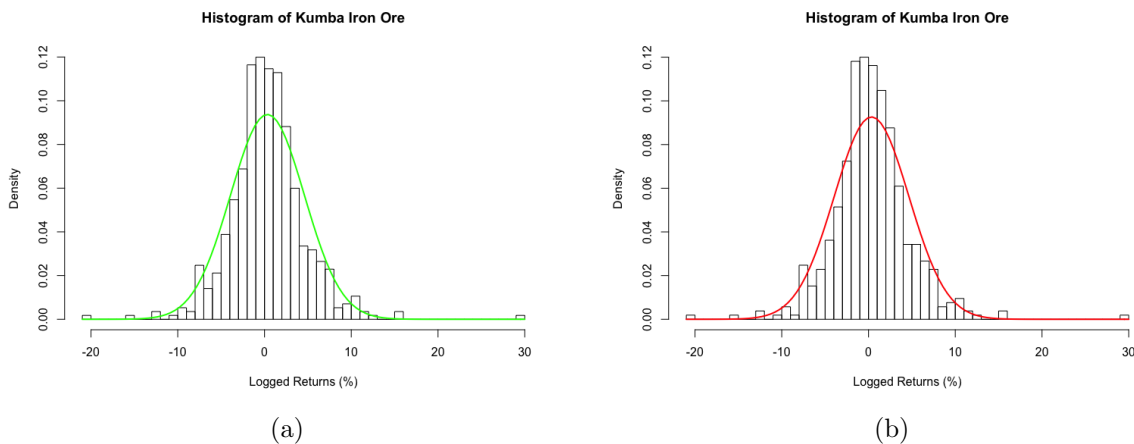 Histogram of Kumba Iron Ore
Density
0.00 0.02 0.04 0.06 0.08 0.10 0.12
-20 -10 0 10 20 30
Logged Returns (%)
(a)
Histogram of Kumba Iron Ore
Density
0.00 0.02 0.04 0.06 0.08 0.10 0.12
-20 -10 0 10 20 30
Logged Returns (%)
(b)